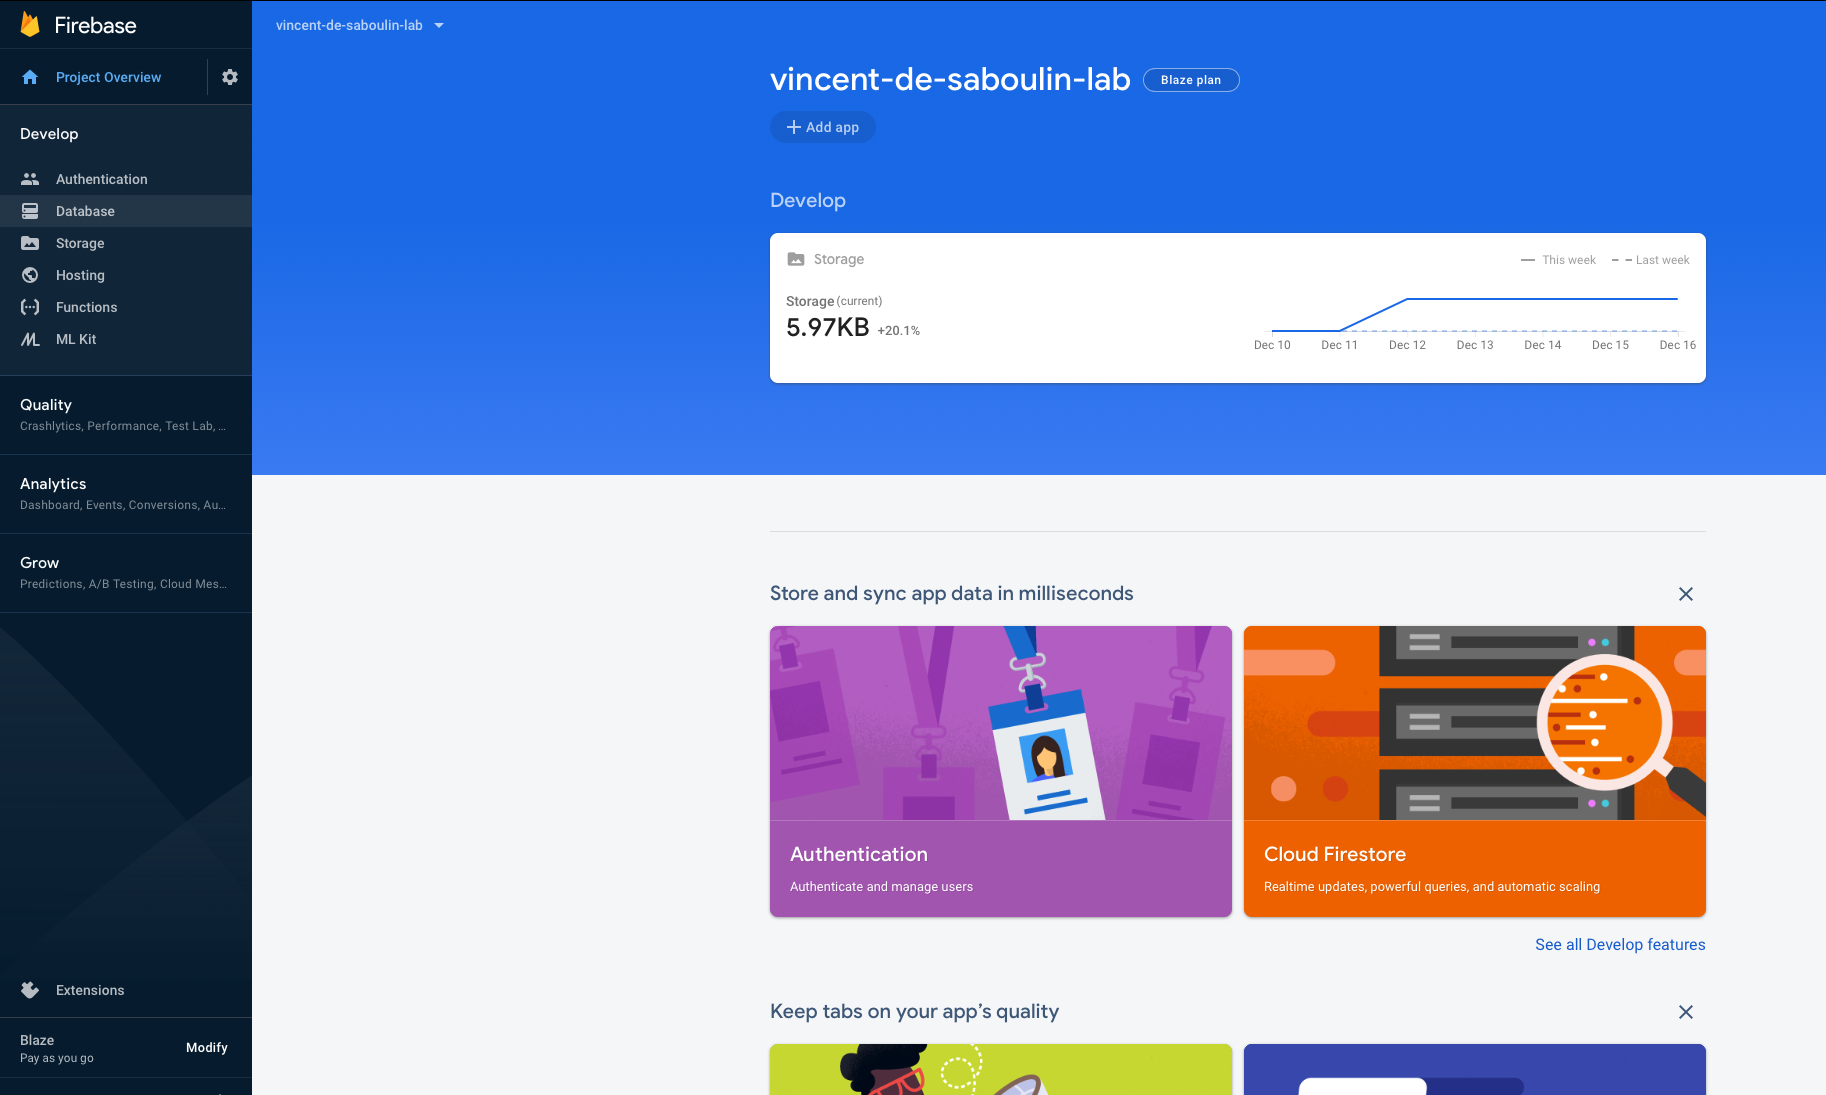 Firebase
Project Overview
Develop
Authentication
Database
Storage
Hosting
Functions
ML Kit
Quality
Crashlytics, Performance, Test Lab, ...
Analytics
Dashboard, Events, Conversions, Au...
Grow
Predictions, A/B Testing, Cloud Mes...
Extensions
Blaze
Pay as you go
Modify
vincent-de-saboulin-lab
vincent-de-saboulin-lab Blaze plan
+ Add app
Develop
Storage
This week Last week
Storage (current)
5.97KB +20.1%
Dec 10 Dec 11 Dec 12 Dec 13 Dec 14 Dec 15 Dec 16
Store and sync app data in milliseconds
Authentication
Authenticate and manage users
Cloud Firestore
Realtime updates, powerful queries, and automatic scaling
See all Develop features
Keep tabs on your app’s quality